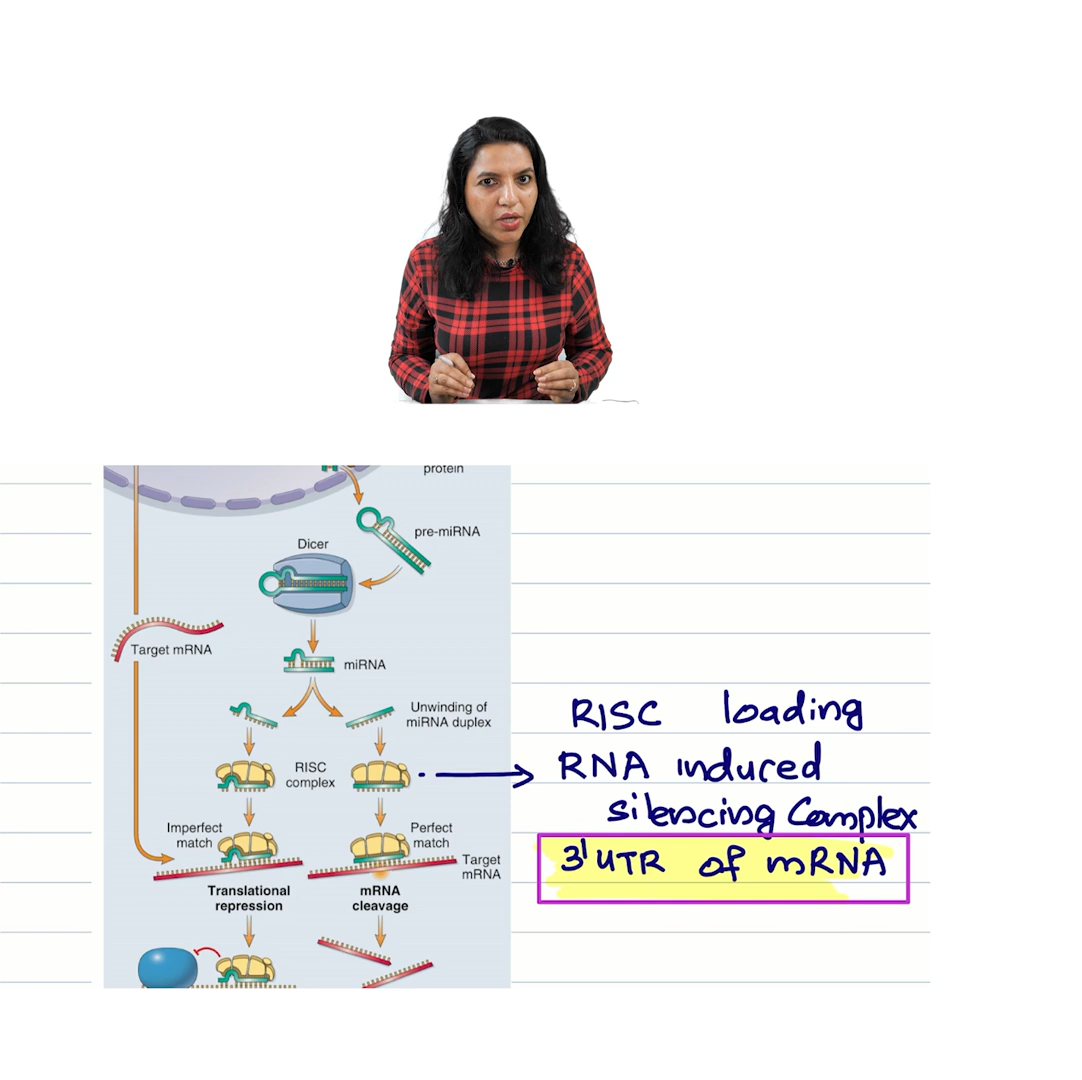 protein
pre-miRNA
Dicer
Target mRNA
miRNA
Unwinding of
miRNA duplex
RISC
complex
Imperfect
match
Perfect
match
Target
mRNA
Translational
repression
mRNA
cleavage
RISC loading
RNA induced
silencing Complex
3'UTR of mRNA